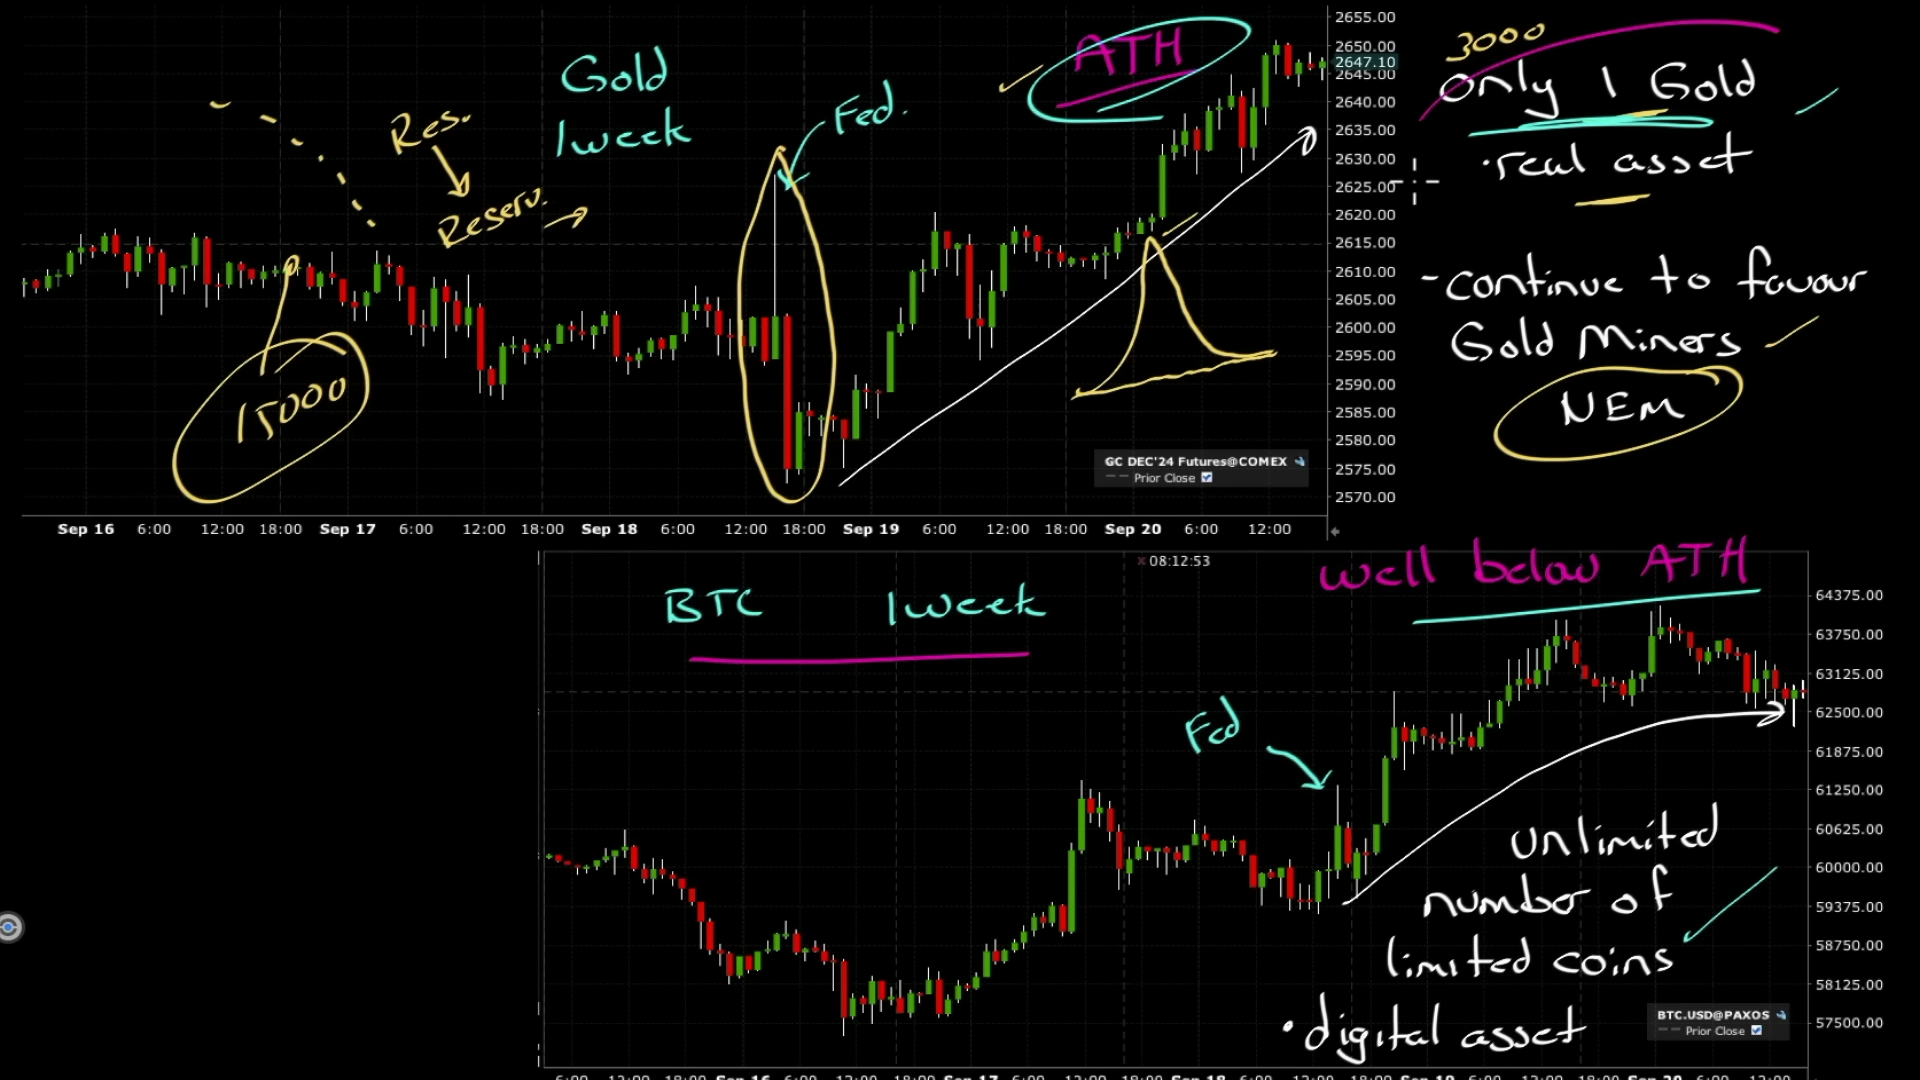 Gold
1 week
Res.
Reserv.
15000
Fed.
ATH
2655.00
2650.00
2647.10
2645.00
2640.00
2635.00
2630.00
2625.00
2620.00
2615.00
2610.00
2605.00
2600.00
2595.00
2590.00
2585.00
2580.00
2575.00
2570.00
GC DEC'24 Futures@COMEX
Prior Close
Sep 16 6:00 12:00 18:00 Sep 17 6:00 12:00 18:00 Sep 18 6:00 12:00 18:00 Sep 19 6:00 12:00 18:00 Sep 20 6:00 12:00
3000
Only 1 Gold
·real asset
-continue to favour
Gold Miners
NEM
08:12:53
BTC 1week
well below ATH
Fed
64375.00
63750.00
63125.00
62500.00
61875.00
61250.00
60625.00
60000.00
59375.00
58750.00
58125.00
57500.00
unlimited
number of
limited coins
·digital asset
BTC.USD@PAXOS
Prior Close